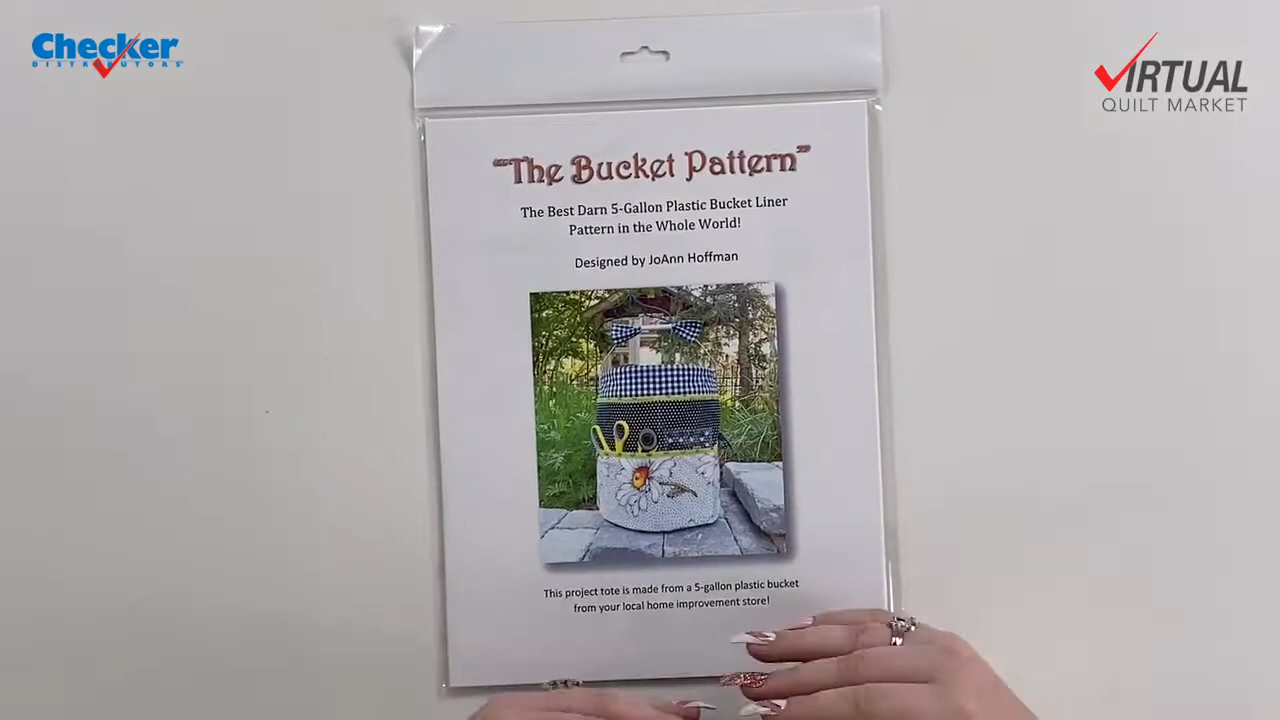 Checker
DISTRIBUTORS
VIRTUAL
QUILT MARKET
"The Bucket Pattern"
The Best Darn 5-Gallon Plastic Bucket Liner
Pattern in the Whole World!
Designed by JoAnn Hoffman
This project tote is made from a 5-gallon plastic bucket
from your local home improvement store!